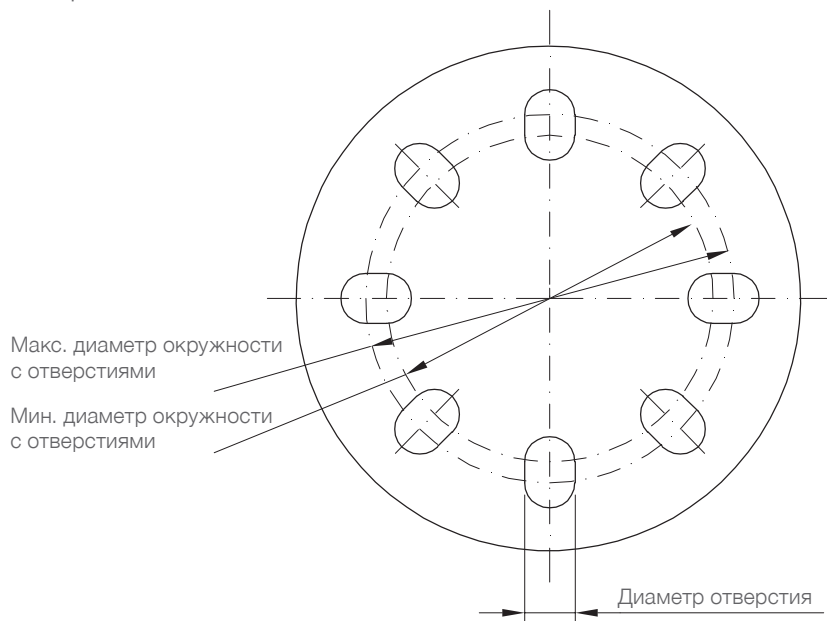 Макс. диаметр окружности
с отверстиями
Мин. диаметр окружности
с отверстиями
Диаметр отверстия